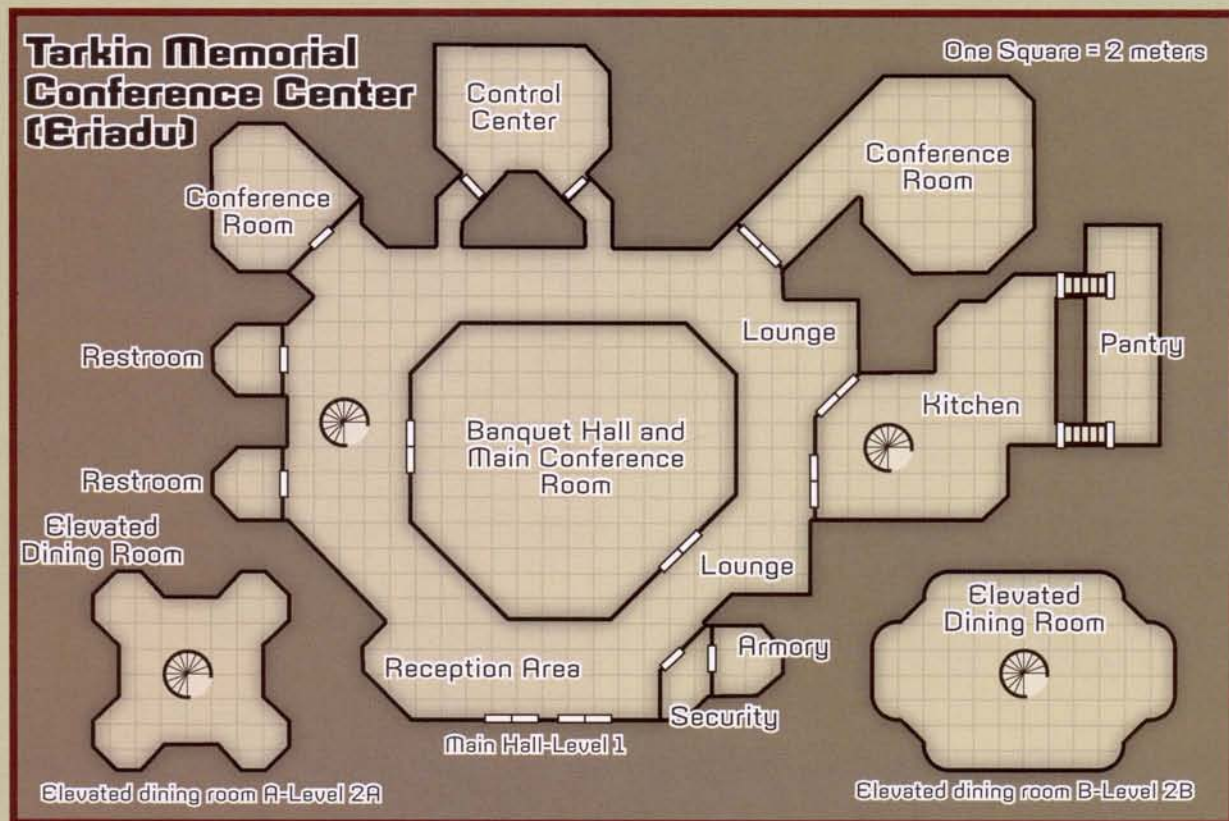 Tarkin Memorial
Conference Center
(Eriadu)
One Square = 2 meters
Control
Center
Conference
Room
Conference
Room
Lounge
Pantry
Restroom
Kitchen
Banquet Hall and
Main Conference
Room
Restroom
Elevated
Dining Room
Lounge
Elevated
Dining Room
Reception Area
Armory
Security
Main Hall-Level 1
Elevated dining room A-Level 2A
Elevated dining room B-Level 2B